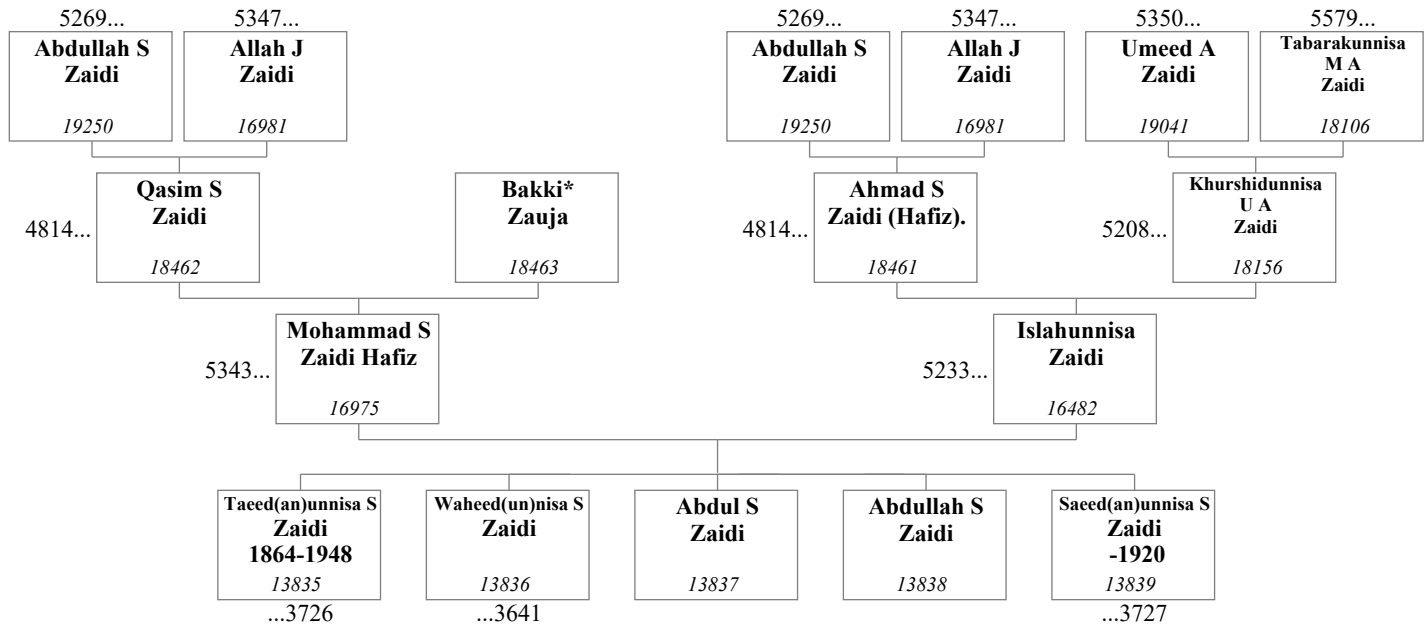 5269... 5347... 5269... 5347... 5350... 5579...
Abdullah S
Zaidi
19250
Allah J
Zaidi
16981
Abdullah S
Zaidi
19250
Allah J
Zaidi
16981
Umeed A
Zaidi
19041
Tabarakunnisa
M A
Zaidi
18106
4814...
Qasim S
Zaidi
18462
Bakki*
Zauja
18463
4814...
Ahmad S
Zaidi (Hafiz).
18461
5208...
Khurshidunnisa
U A
Zaidi
18156
5343...
Mohammad S
Zaidi Hafiz
16975
5233...
Islahunnisa
Zaidi
16482
Taeed(an)unnisa S
Zaidi
1864-1948
13835
...3726
Waheed(un)nisa S
Zaidi
13836
...3641
Abdul S
Zaidi
13837
Abdullah S
Zaidi
13838
Saeed(an)unnisa S
Zaidi
-1920
13839
...3727